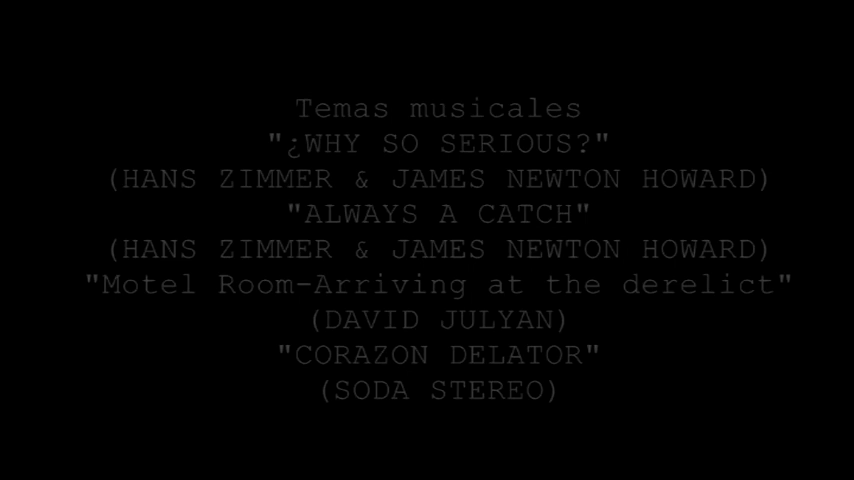 Temas musicales
"¿WHY SO SERIOUS?"
(HANS ZIMMER & JAMES NEWTON HOWARD)
"ALWAYS A CATCH"
(HANS ZIMMER & JAMES NEWTON HOWARD)
"Motel Room-Arriving at the derelict"
(DAVID JULYAN)
"CORAZON DELATOR"
(SODA STEREO)